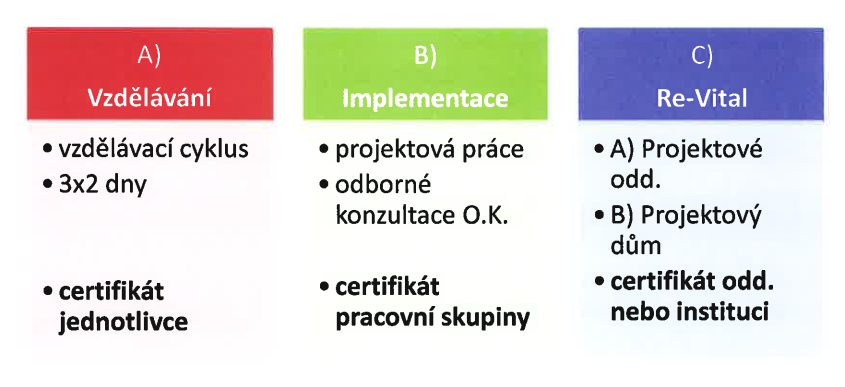 A)
Vzdělávání
• vzdělávací cyklus
• 3x2 dny
• certifikát
jednotlivce
B)
Implementace
• projektová práce
• odborné
konzultace O.K.
• certifikát
pracovní skupiny
C)
Re-Vital
• A) Projektové
odd.
• B) Projektový
dům
• certifikát odd.
nebo instituci